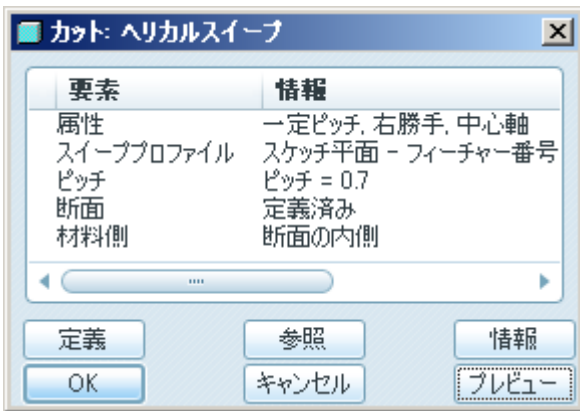 カット: ヘリカルスイープ
要素 情報
属性 一定ピッチ, 右勝手, 中心軸
スイーププロファイル スケッチ平面 - フィーチャー番号
ピッチ ピッチ = 0.7
断面 定義済み
材料側 断面の内側
定義 参照 情報
OK キャンセル プレビュー